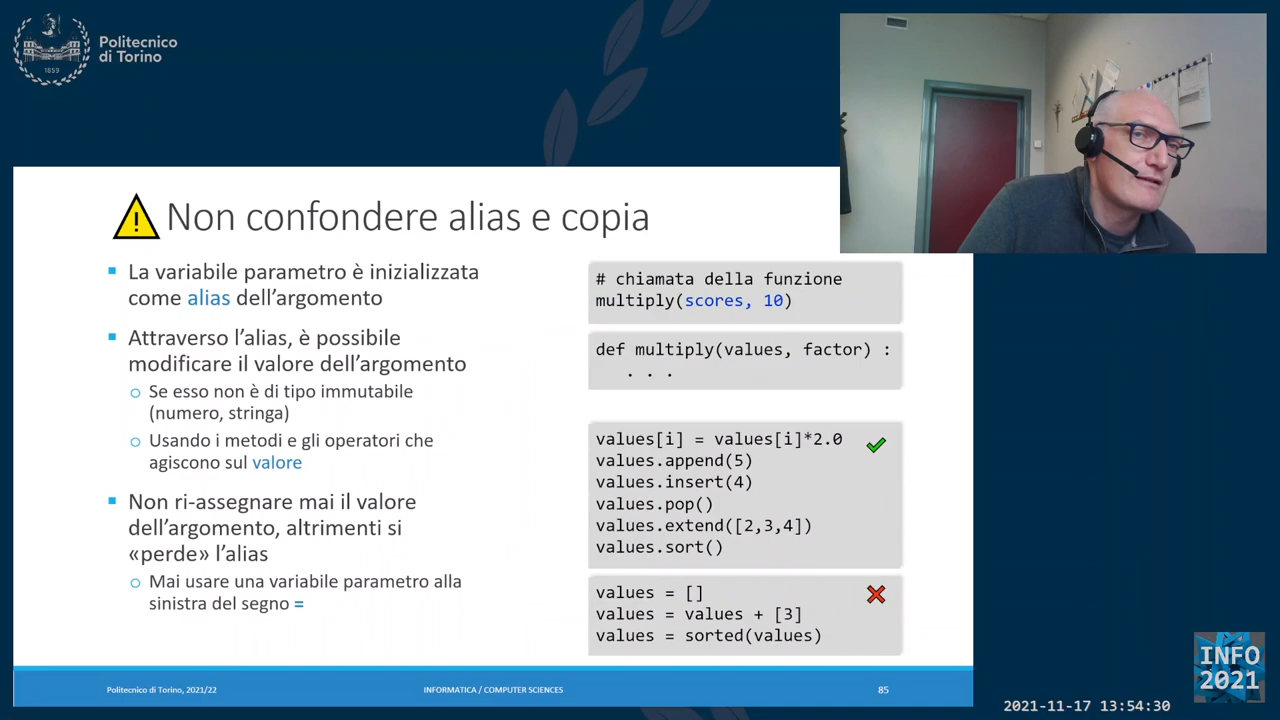 Politecnico
di Torino
1859
Non confondere alias e copia
La variabile parametro è inizializzata
come alias dell'argomento
Attraverso l'alias, è possibile
modificare il valore dell'argomento
Se esso non è di tipo immutabile
(numero, stringa)
Usando i metodi e gli operatori che
agiscono sul valore
Non ri-assegnare mai il valore
dell'argomento, altrimenti si
«perde» l'alias
Mai usare una variabile parametro alla
sinistra del segno =
# chiamata della funzione
multiply(scores, 10)
def multiply(values, factor) :
. . .
values[i] = values[i]*2.0
values.append(5)
values.insert(4)
values.pop()
values.extend([2,3,4])
values.sort()
values = []
values = values + [3]
values = sorted(values)
Politecnico di Torino, 2021/22
INFORMATICA / COMPUTER SCIENCES
85
INFO
2021
2021-11-17 13:54:30